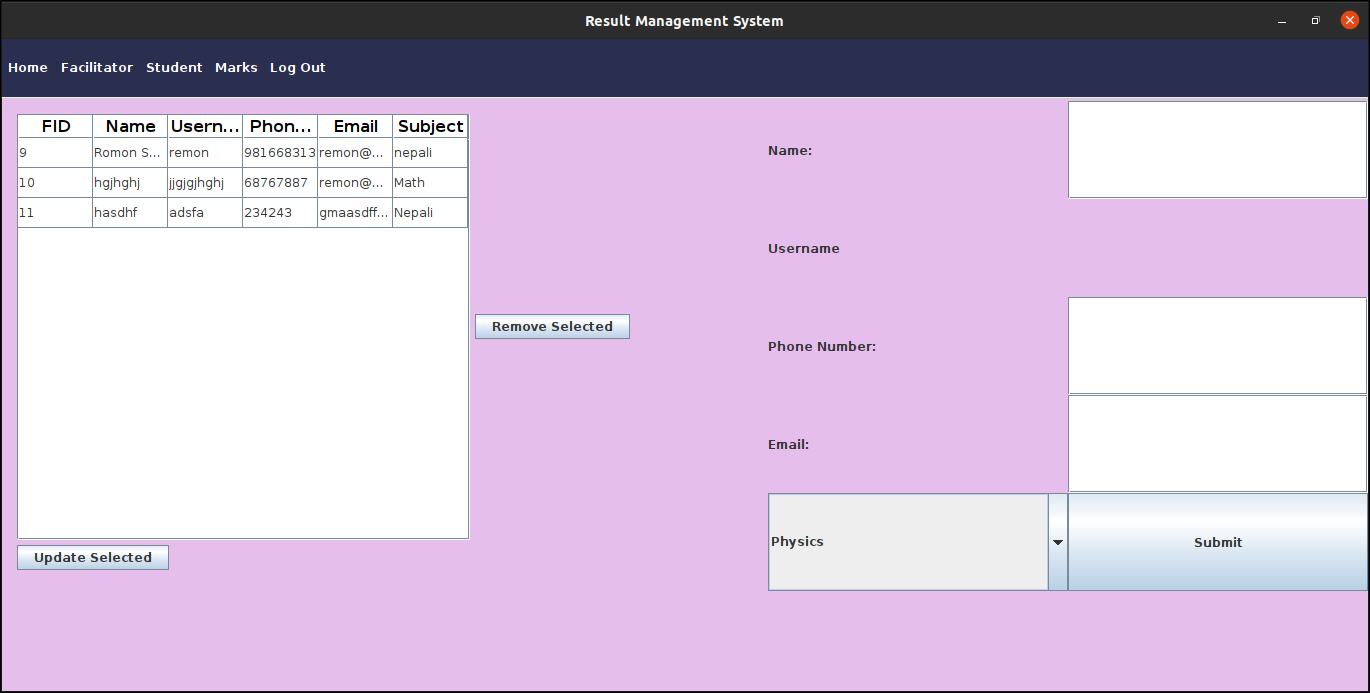 Result Management System
Home Facilitator Student Marks Log Out
FID Name Usern... Phon... Email Subject
9 Romon S... remon 981668313 remon@... nepali
10 hgjhghj jjgjgjhghj 68767887 remon@... Math
11 hasdhf adsfa 234243 gmaasdff... Nepali
Remove Selected
Update Selected
Name:
Username
Phone Number:
Email:
Physics
Submit